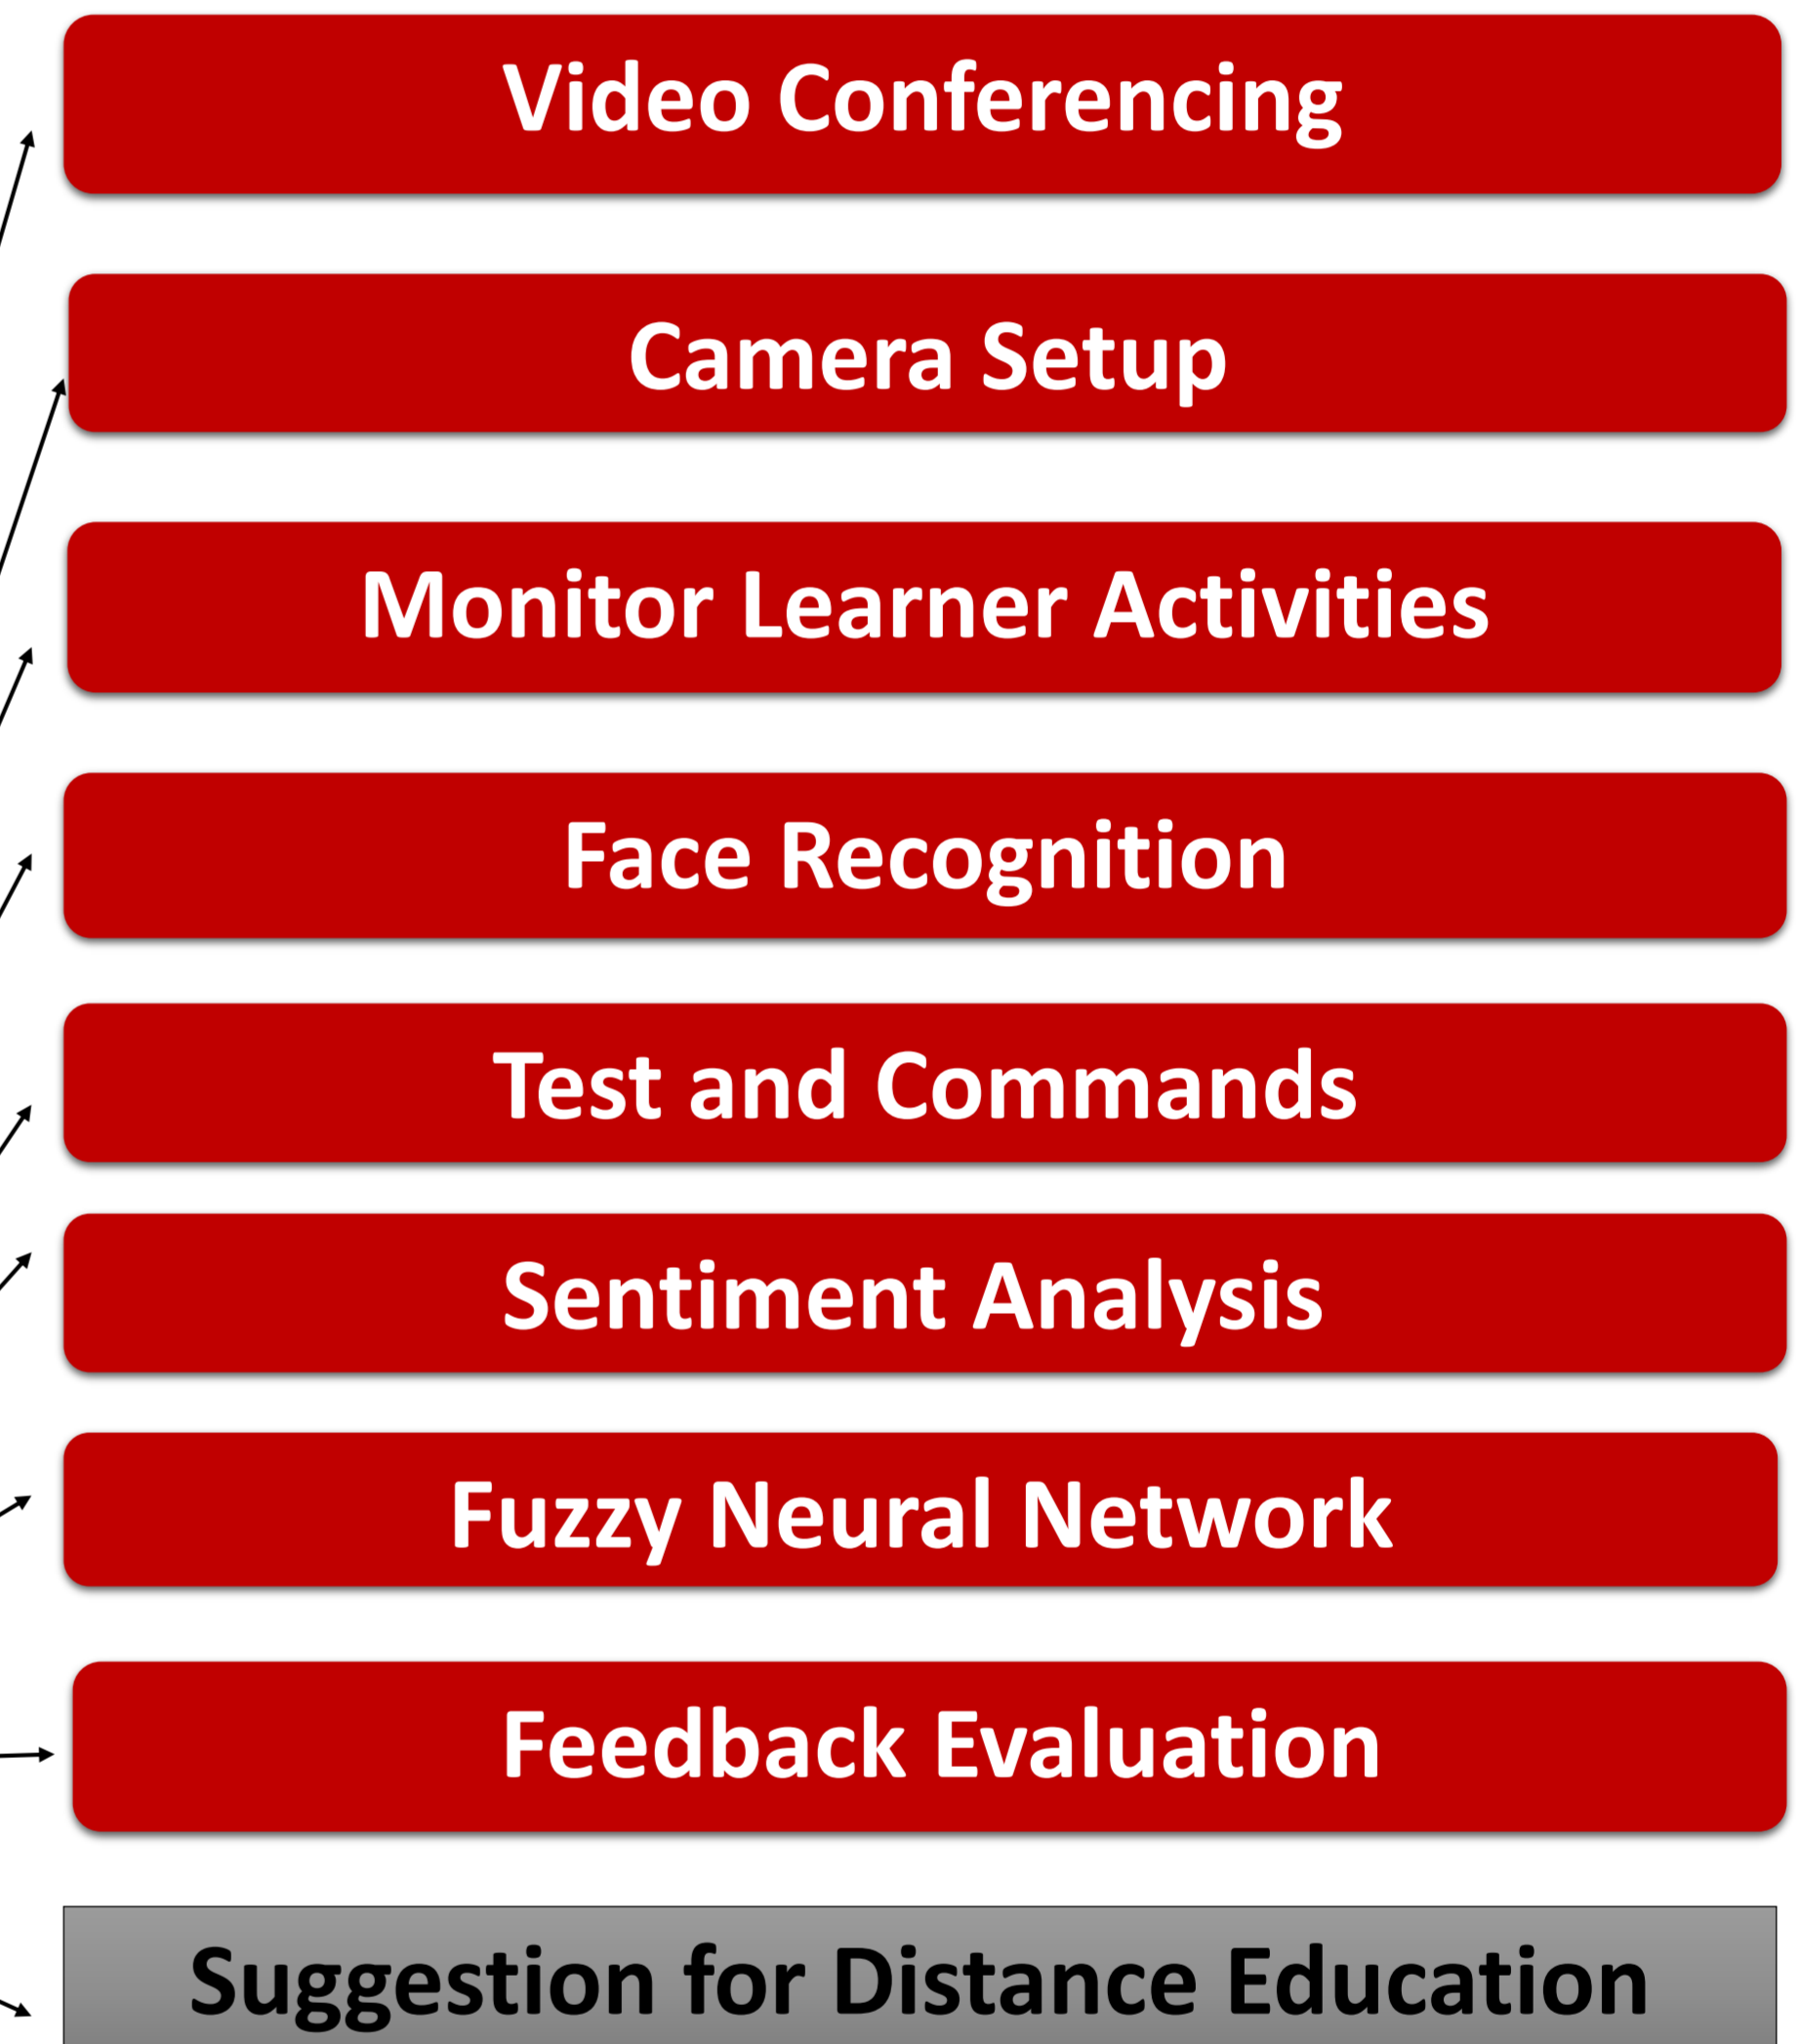 Video Conferencing
Camera Setup
Monitor Learner Activities
Face Recognition
Test and Commands
Sentiment Analysis
Fuzzy Neural Network
Feedback Evaluation
Suggestion for Distance Education